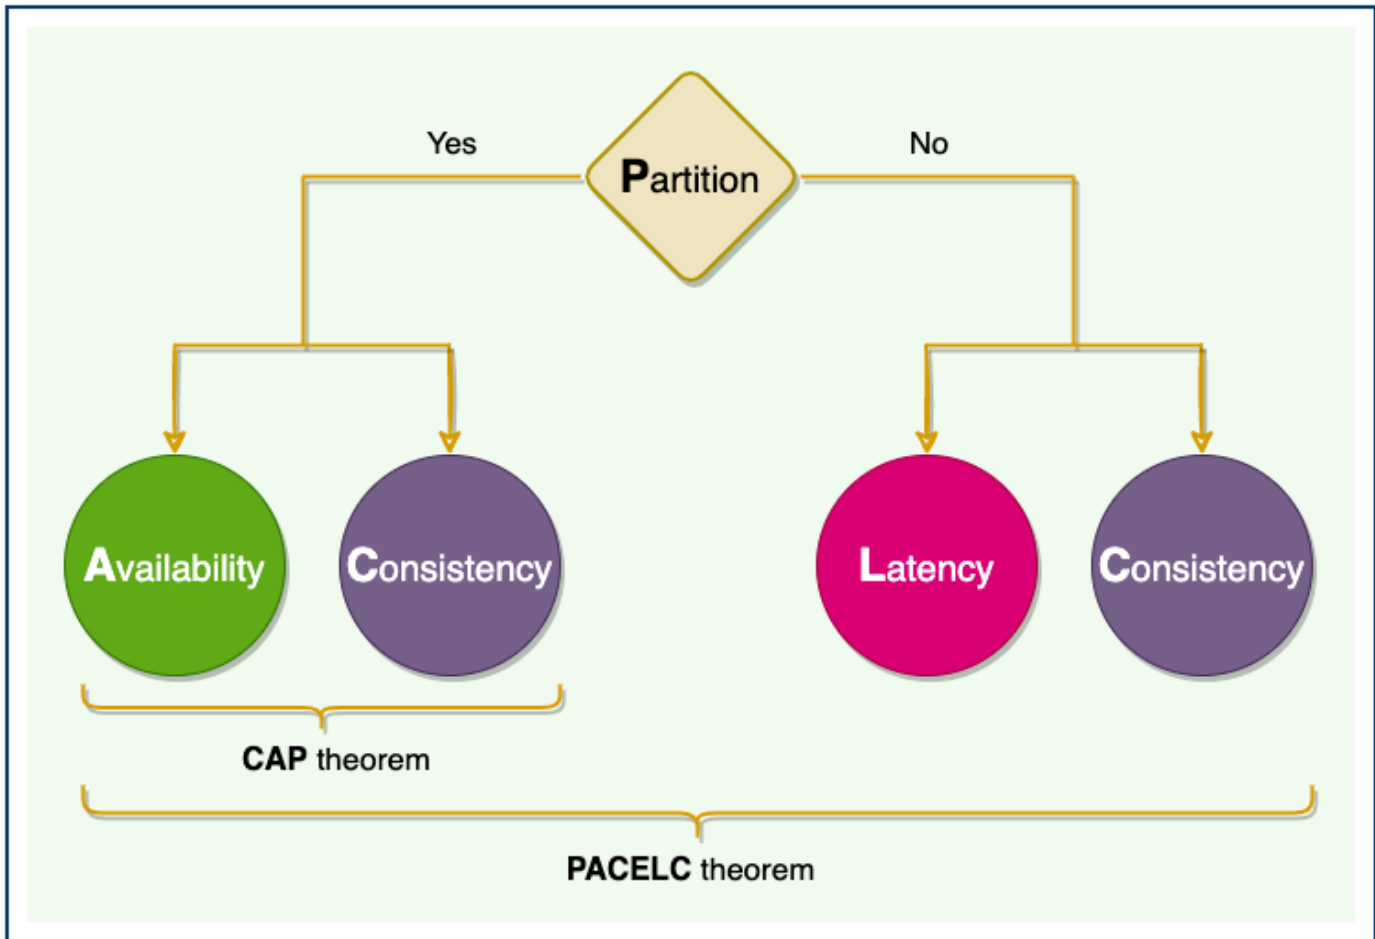 Yes
No
Partition
Availability
Consistency
Latency
Consistency
CAP theorem
PACELC theorem